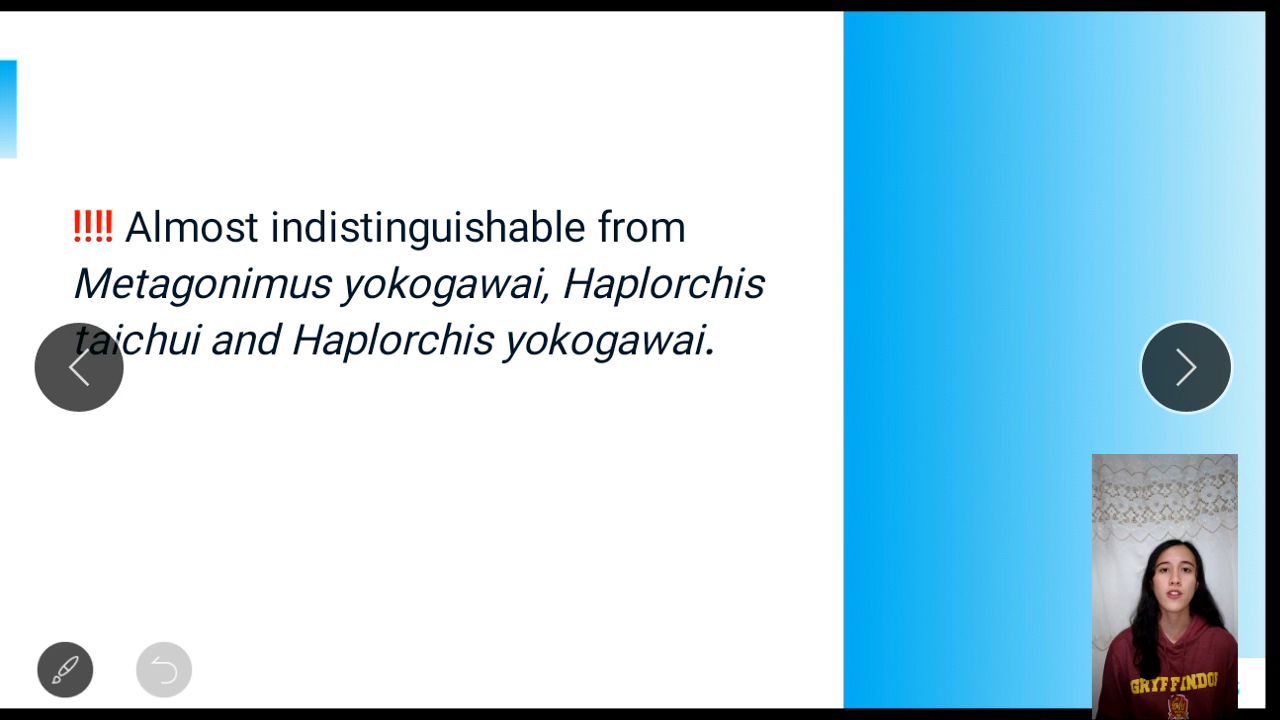 !!!! Almost indistinguishable from
Metagonimus yokogawai, Haplorchis
taichui and Haplorchis yokogawai.
GRYFFINDOR